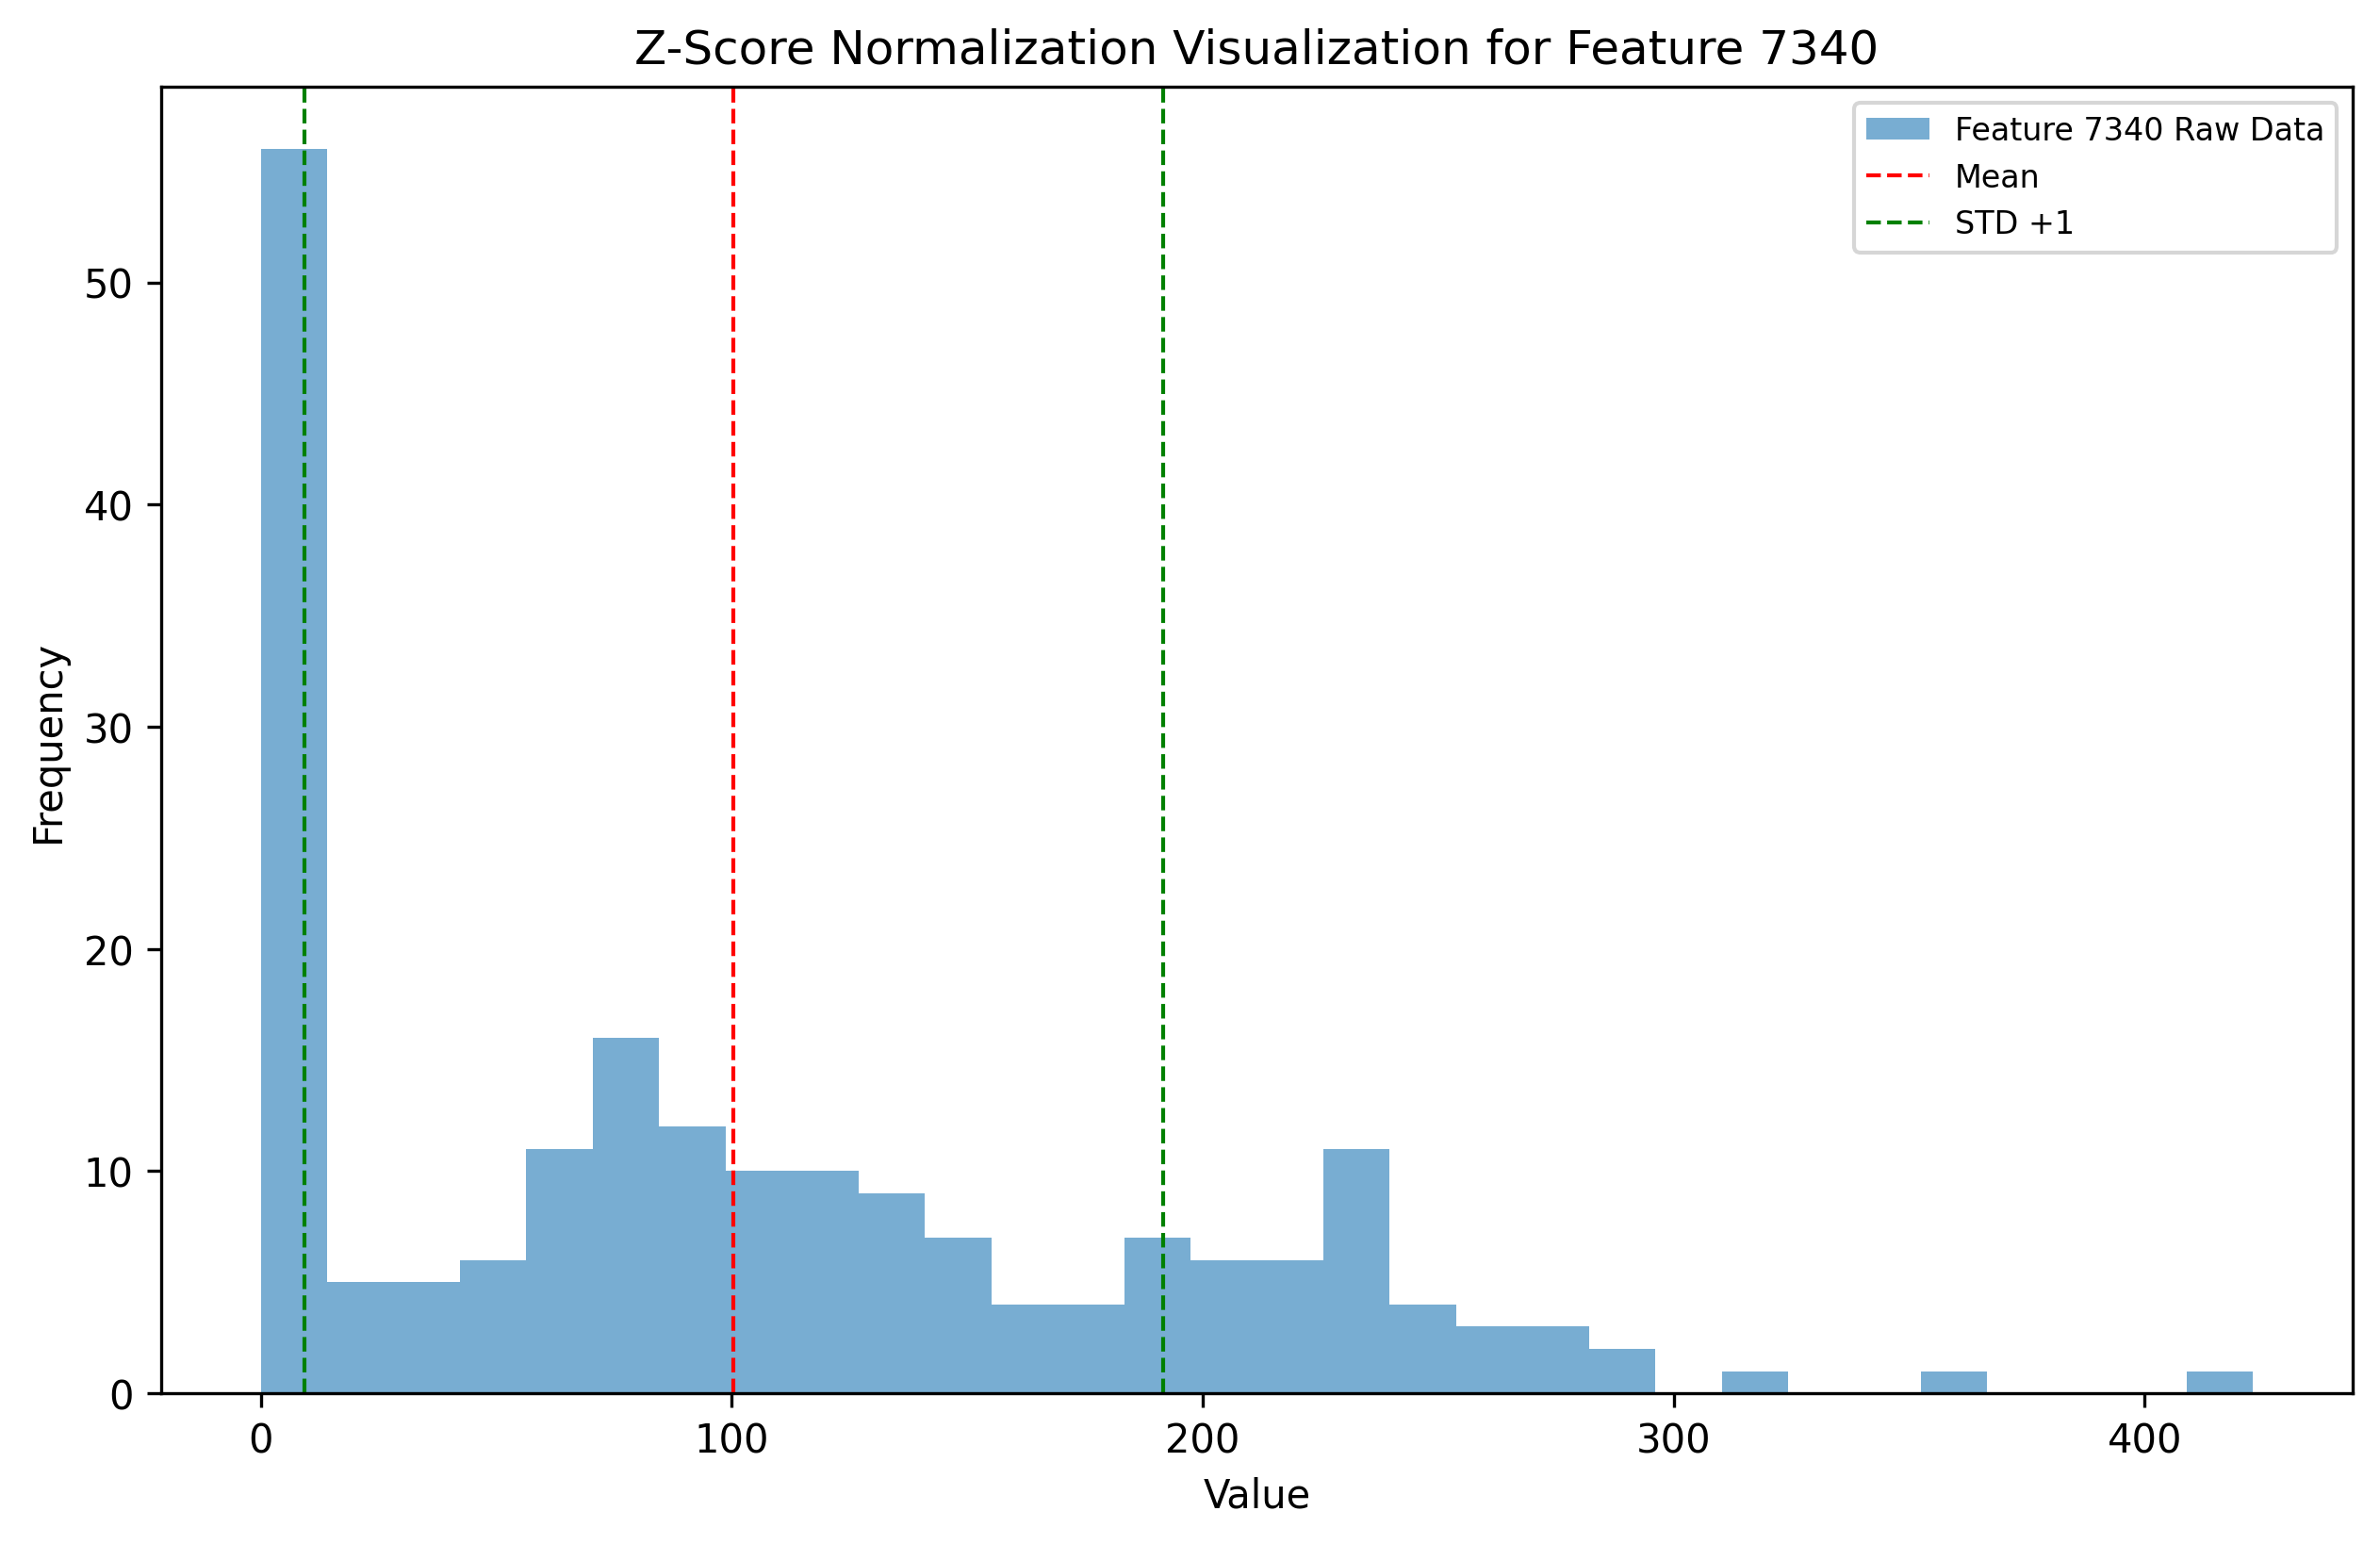 Z-Score Normalization Visualization for Feature 7340
Feature 7340 Raw Data
Mean
STD +1
50
40
30
20
10
0
Frequency
0 100 200 300 400
Value